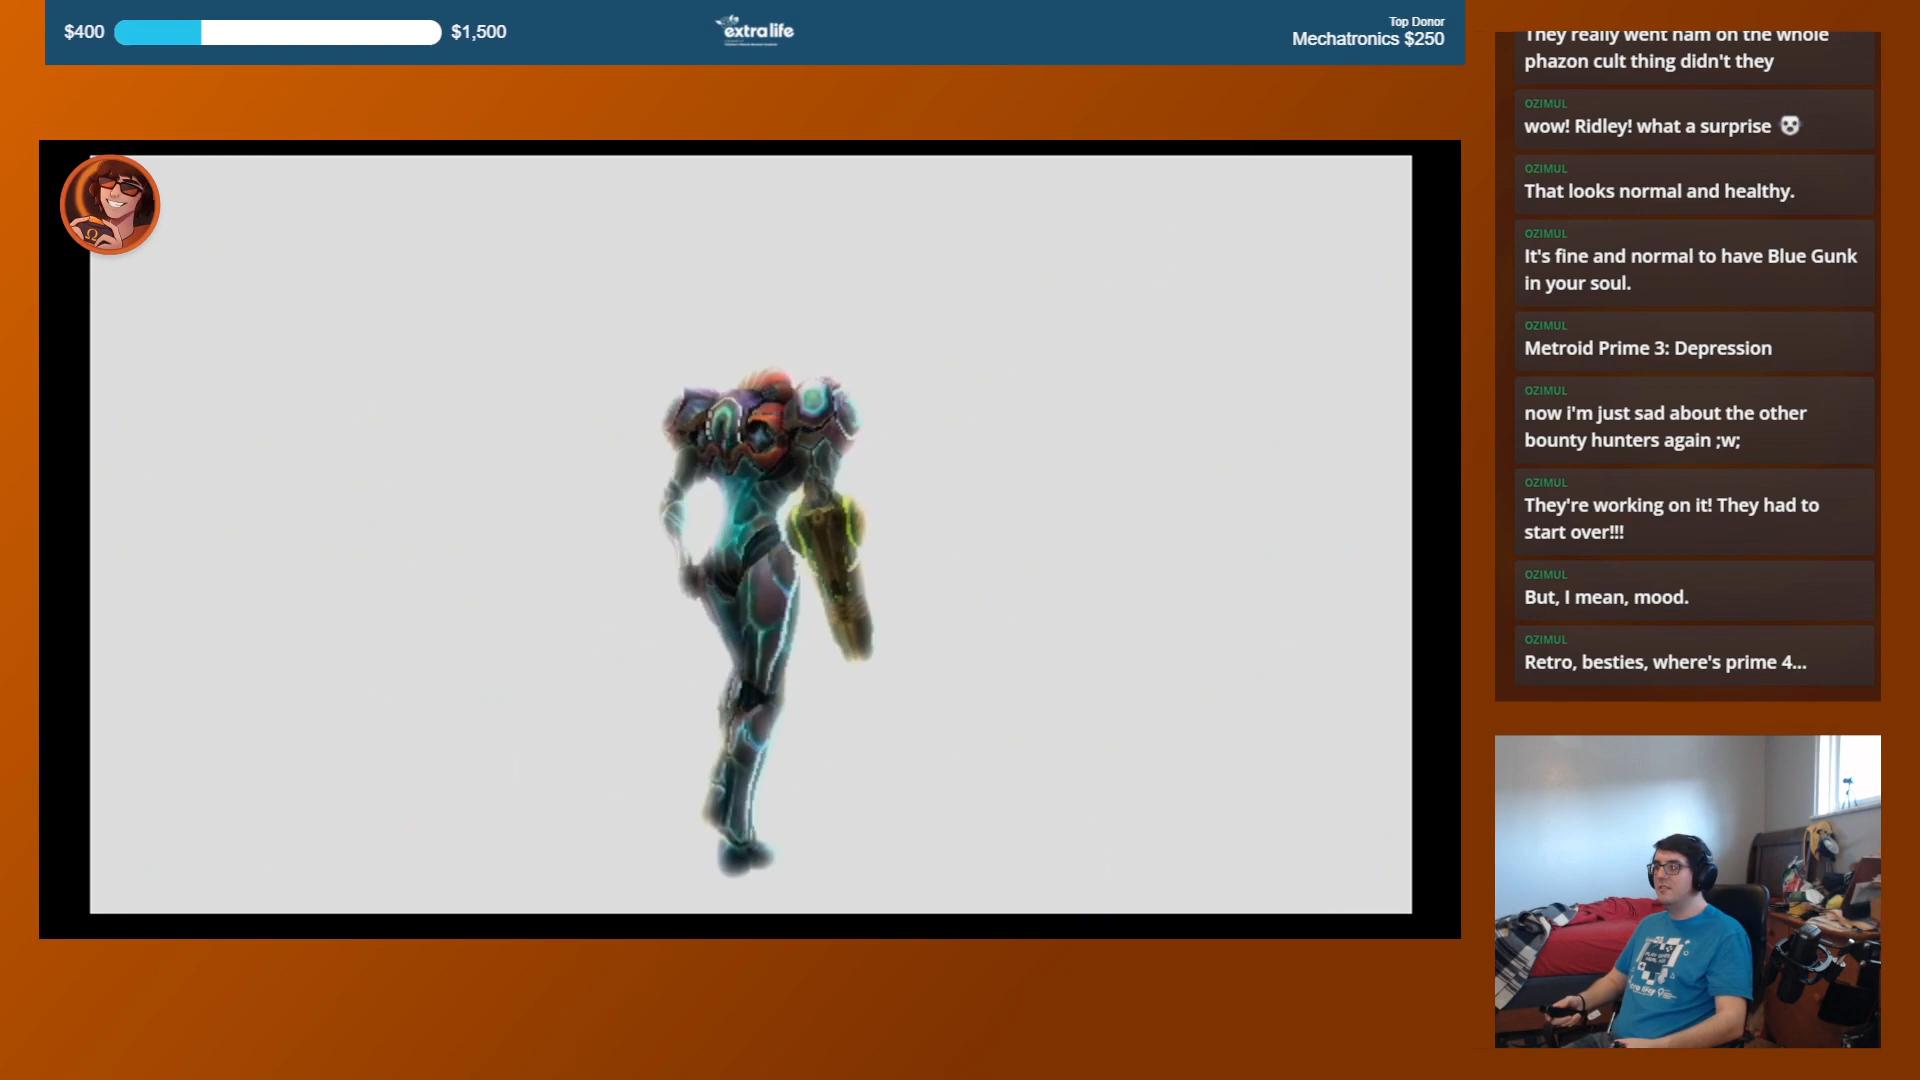 $400
$1,500
extralife
Top Donor
Mechatronics $250
They really went ham on the whole
phazon cult thing didn't they
OZIMUL
wow! Ridley! what a surprise
OZIMUL
That looks normal and healthy.
OZIMUL
It's fine and normal to have Blue Gunk
in your soul.
OZIMUL
Metroid Prime 3: Depression
OZIMUL
now i'm just sad about the other
bounty hunters again ;w;
OZIMUL
They're working on it! They had to
start over!!!
OZIMUL
But, I mean, mood.
OZIMUL
Retro, besties, where's prime 4...
Ω